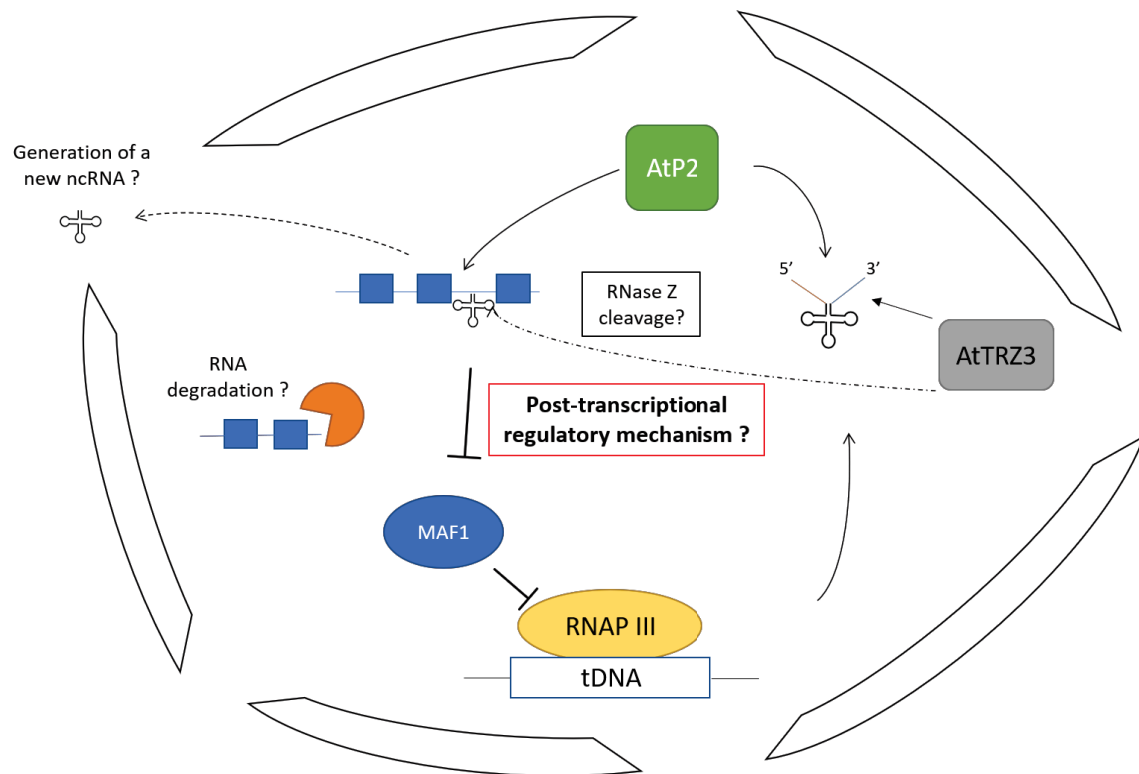 Generation of a
new ncRNA ?
AtP2
5’
3’
RNase Z
cleavage?
AtTRZ3
RNA
degradation ?
Post-transcriptional
regulatory mechanism ?
MAF1
RNAP III
tDNA